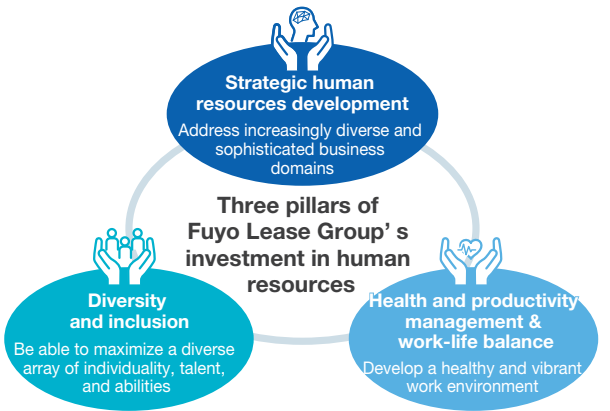 Strategic human
resources development
Address increasingly diverse and
sophisticated business
domains
Three pillars of
Fuyo Lease Group' s
investment in human
resources
Diversity
and inclusion
Be able to maximize a diverse
array of individuality, talent,
and abilities
Health and productivity
management &
work-life balance
Develop a healthy and vibrant
work environment